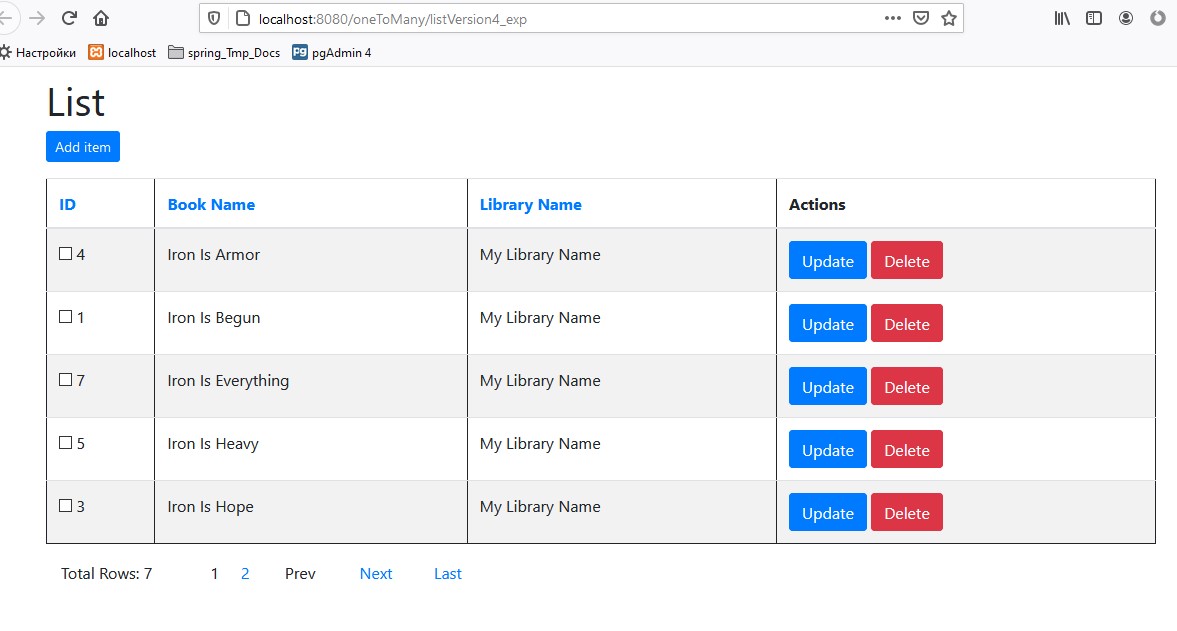 localhost:8080/oneToMany/listVersion4_exp
Настройки localhost spring_Tmp_Docs pgAdmin 4
List
Add item
ID Book Name Library Name Actions
4 Iron Is Armor My Library Name Update Delete
1 Iron Is Begun My Library Name Update Delete
7 Iron Is Everything My Library Name Update Delete
5 Iron Is Heavy My Library Name Update Delete
3 Iron Is Hope My Library Name Update Delete
Total Rows: 7 1 2 Prev Next Last